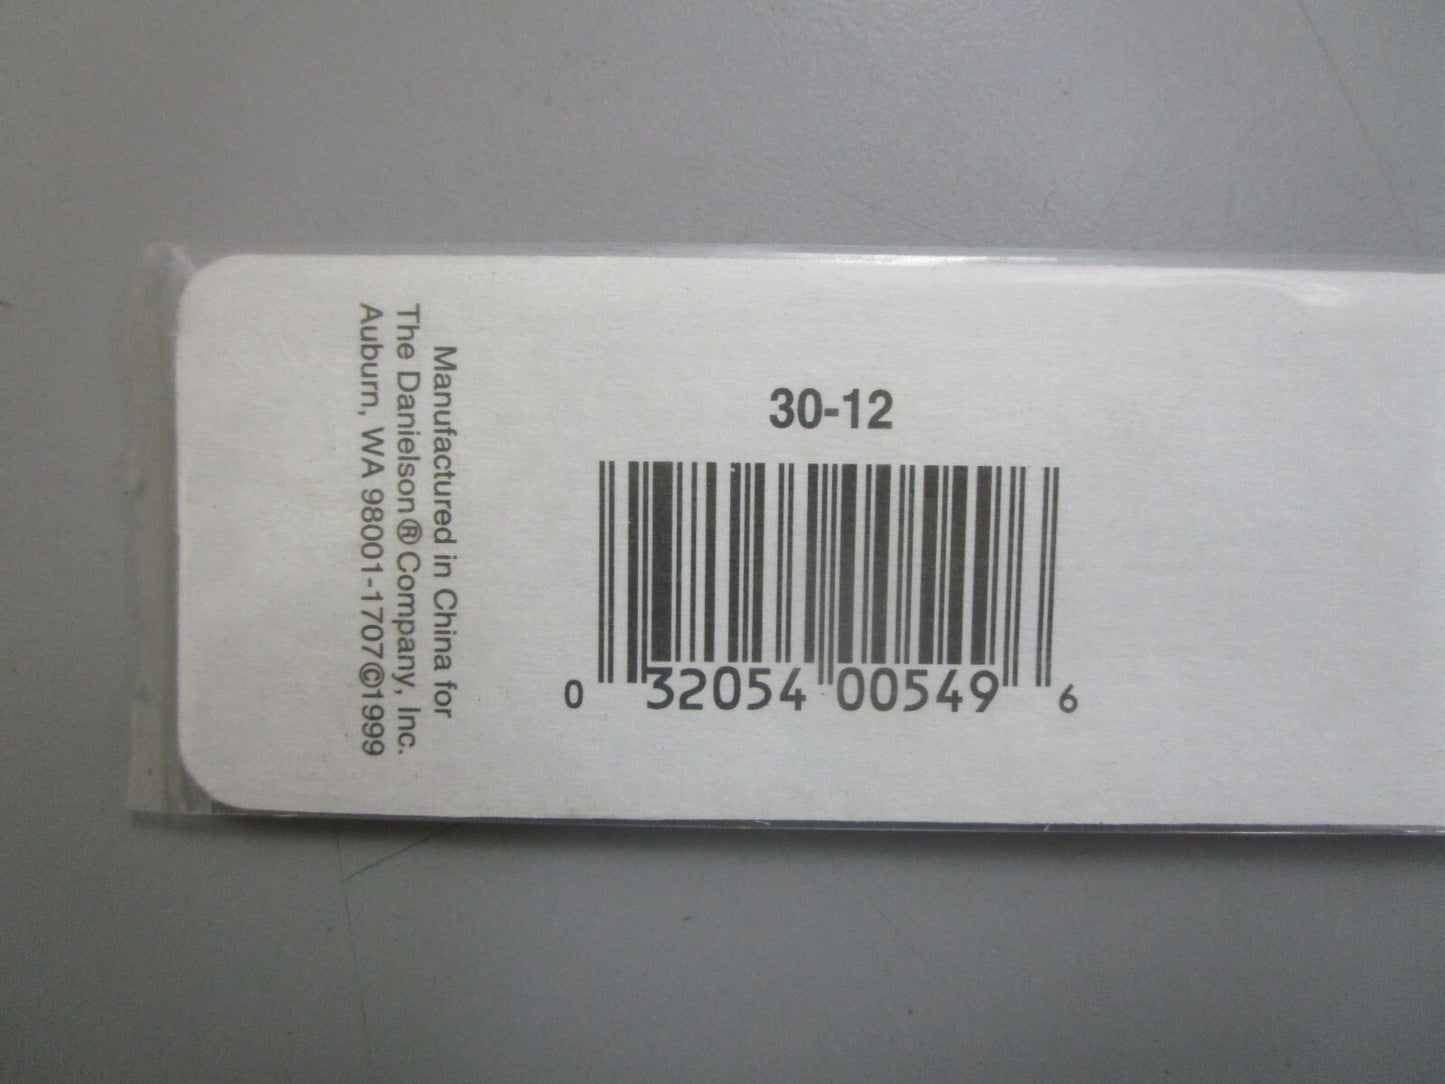 30-12
0 32054 00549 6
Manufactured in China for
The Danielson® Company, Inc.
Auburn, WA 98001-1707©1999